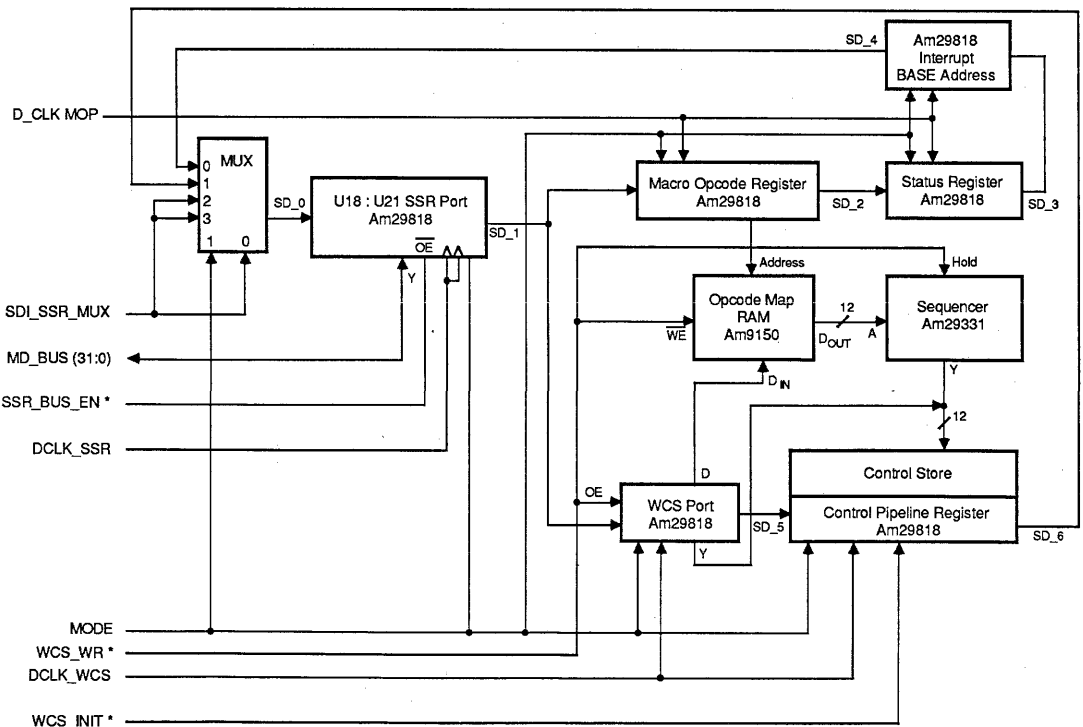 SD_4
Am29818
Interrupt
BASE Address
D_CLK MOP
MUX
0
1
2
3
1
0
SD_0
U18 : U21 SSR Port
Am29818
OE
Y
SD_1
Macro Opcode Register
Am29818
SD_2
Status Register
Am29818
SD_3
Address
Hold
SDI_SSR_MUX
MD_BUS (31:0)
SSR_BUS_EN *
DCLK_SSR
WE
Opcode Map
RAM
Am9150
12
DOUT
A
Sequencer
Am29331
DIN
Y
12
D
OE
WCS Port
Am29818
SD_5
Y
Control Store
Control Pipeline Register
Am29818
SD_6
MODE
WCS_WR *
DCLK_WCS
WCS_INIT *